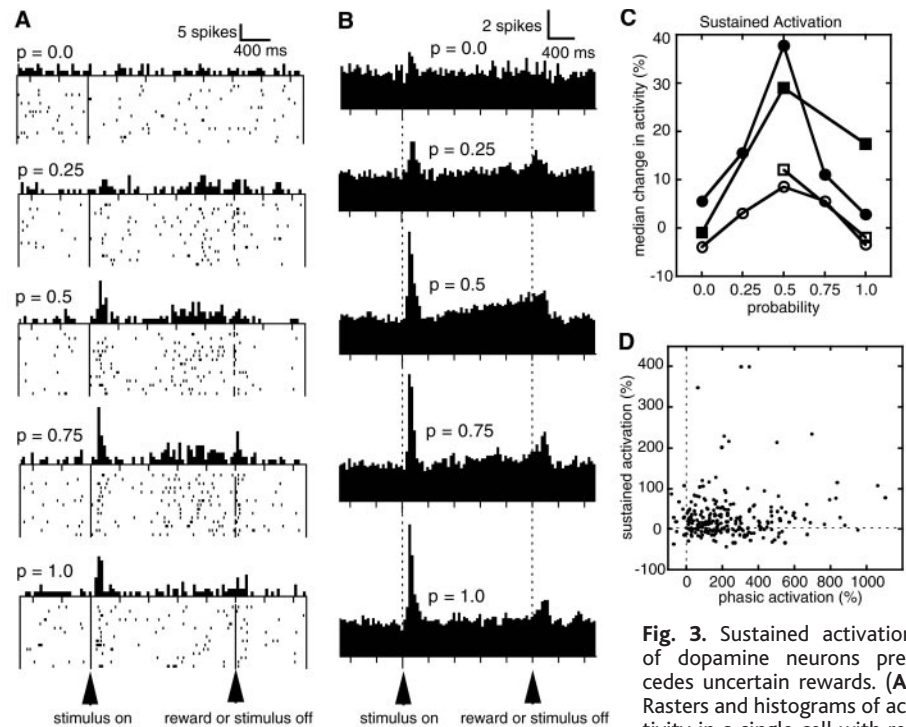 A
5 spikes
400 ms
p = 0.0
p = 0.25
p = 0.5
p = 0.75
p = 1.0
stimulus on
reward or stimulus off
B
2 spikes
400 ms
p = 0.0
p = 0.25
p = 0.5
p = 0.75
p = 1.0
stimulus on
reward or stimulus off
C
Sustained Activation
median change in activity (%)
40
30
20
10
0
-10
0.0 0.25 0.5 0.75 1.0
probability
D
sustained activation (%)
400
300
200
100
0
-100
0 200 400 600 800 1000
phasic activation (%)
Fig. 3. Sustained activation
of dopamine neurons pre-
cedes uncertain rewards. (A)
Rasters and histograms of ac-
tivity in a single cell with re-